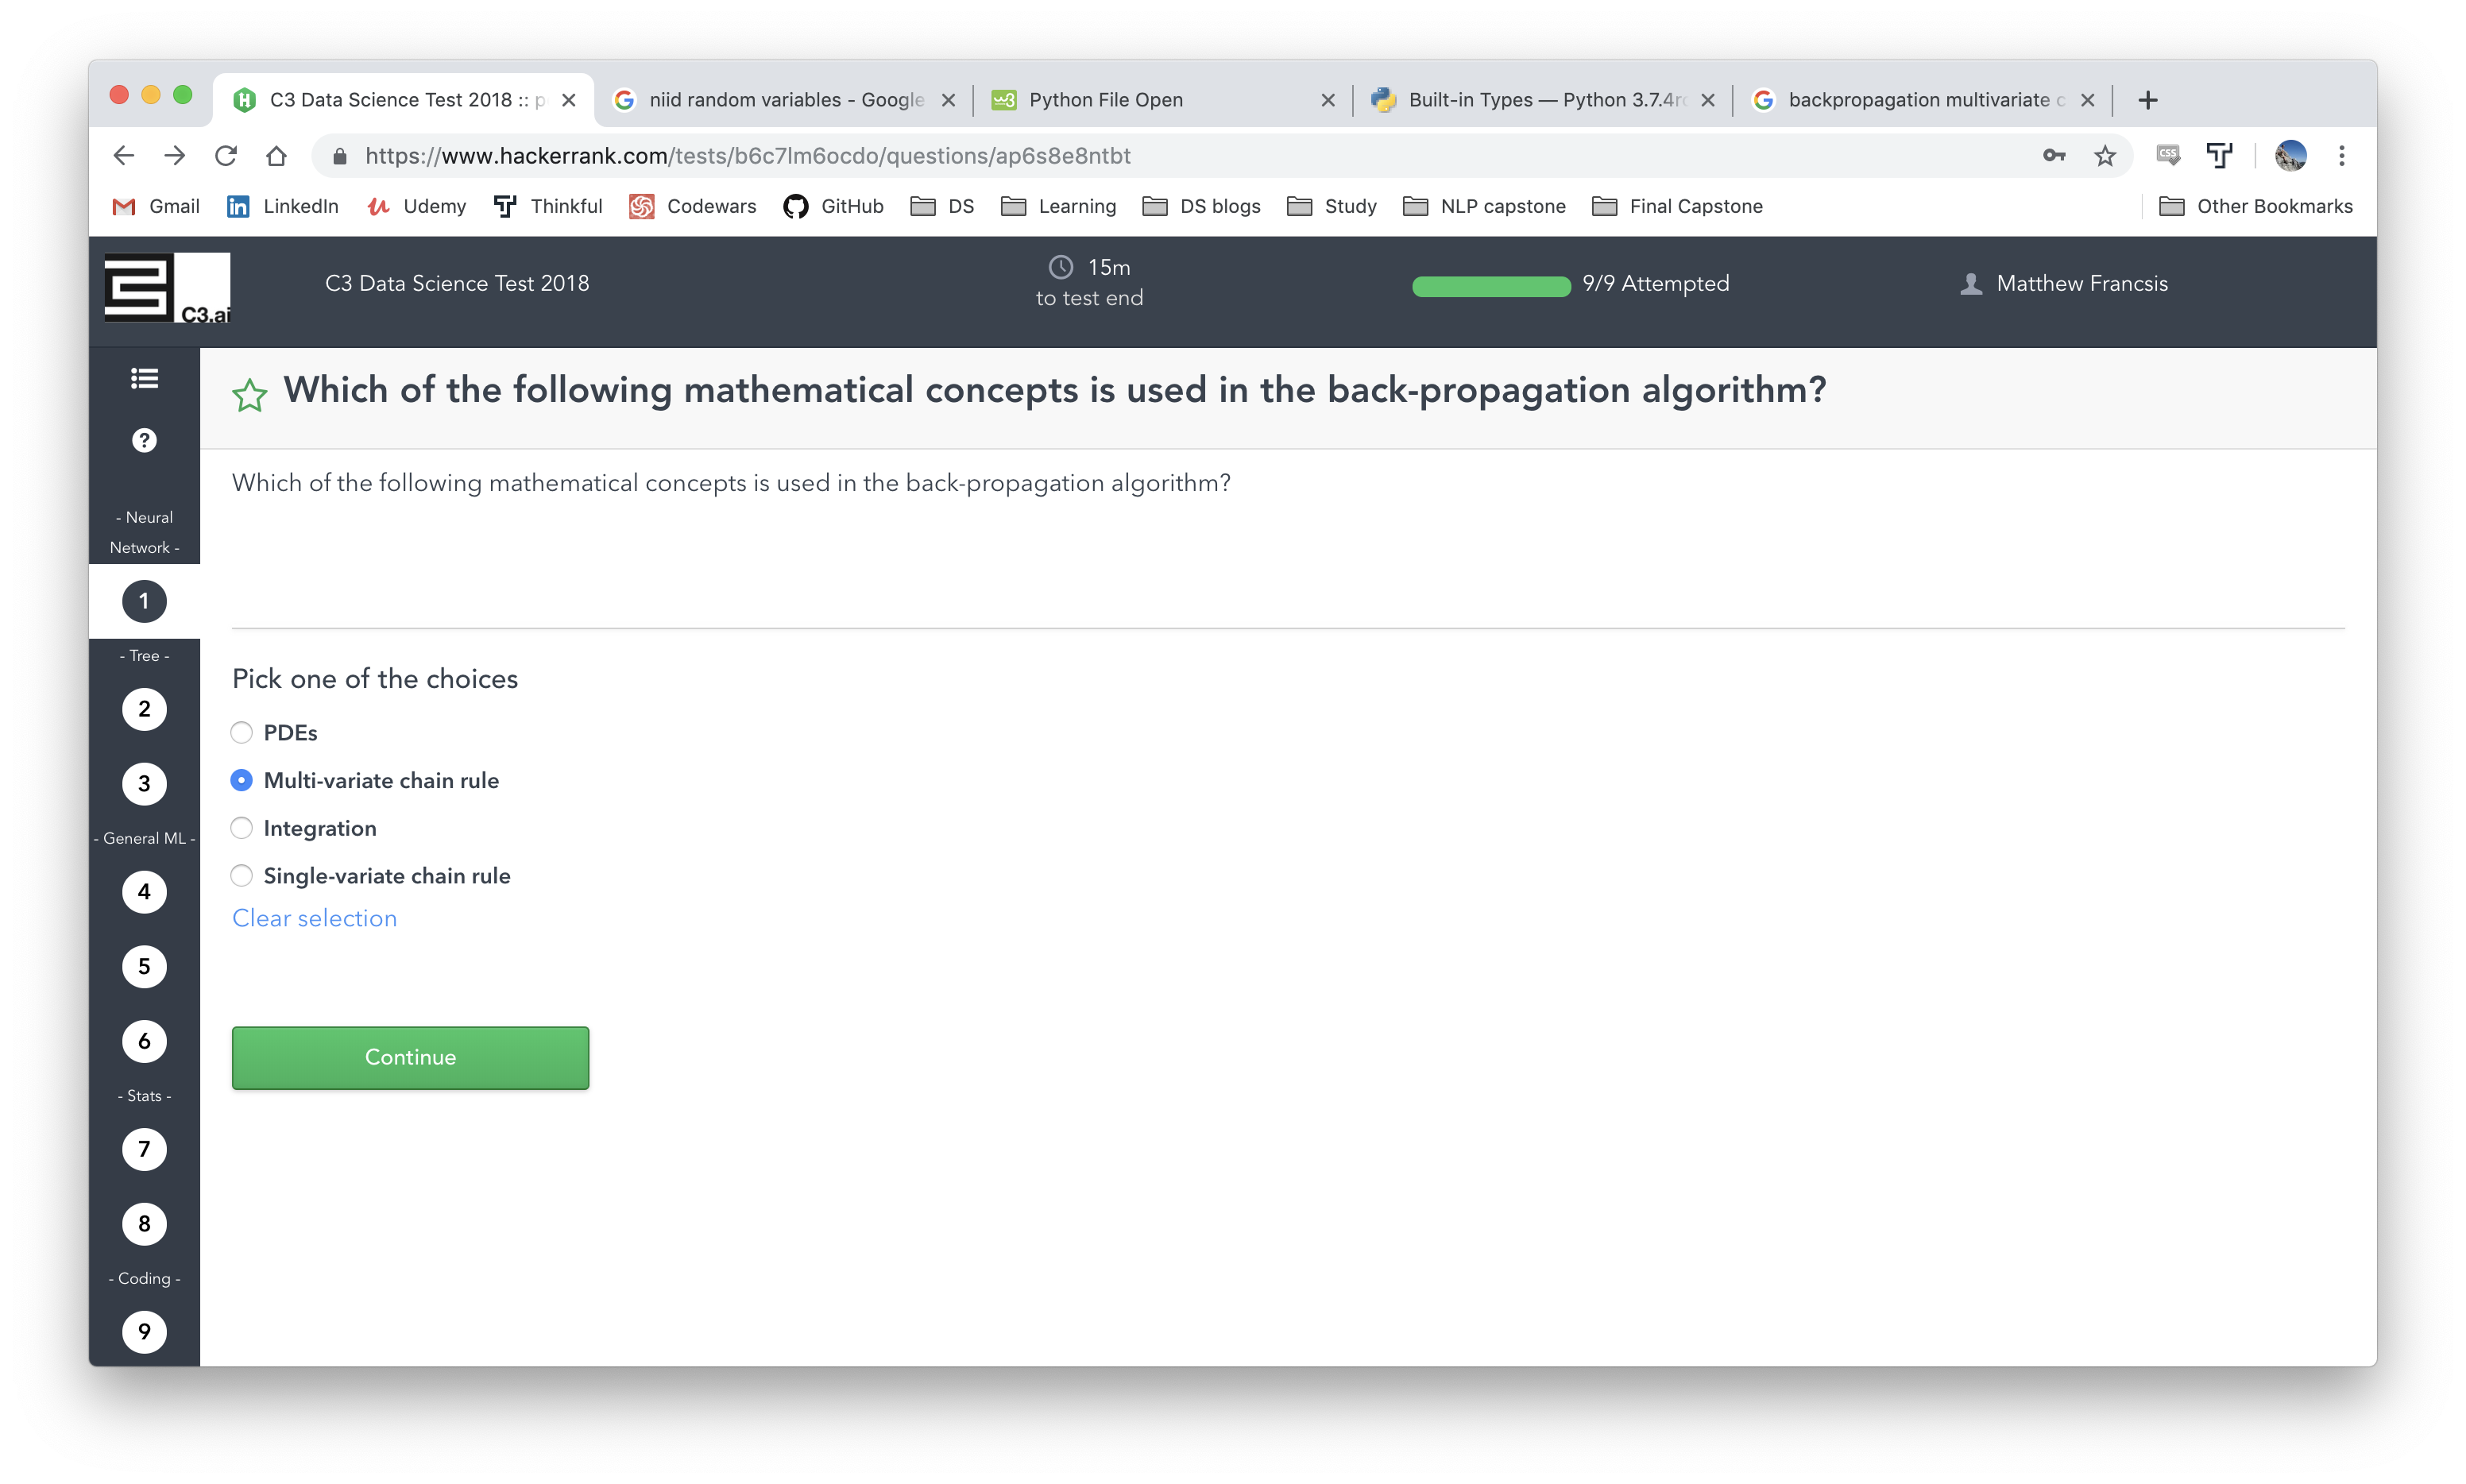 C3 Data Science Test 2018 :: p
niid random variables - Google
Python File Open
Built-in Types — Python 3.7.4rc
backpropagation multivariate c
https://www.hackerrank.com/tests/b6c7lm6ocdo/questions/ap6s8e8ntbt
Gmail LinkedIn Udemy Thinkful Codewars GitHub DS Learning DS blogs Study NLP capstone Final Capstone Other Bookmarks
C3.ai
C3 Data Science Test 2018
15m
to test end
9/9 Attempted
Matthew Francsis
Which of the following mathematical concepts is used in the back-propagation algorithm?
Which of the following mathematical concepts is used in the back-propagation algorithm?
- Neural
Network -
1
- Tree -
2
3
- General ML -
4
5
6
- Stats -
7
8
- Coding -
9
Pick one of the choices
PDEs
Multi-variate chain rule
Integration
Single-variate chain rule
Clear selection
Continue